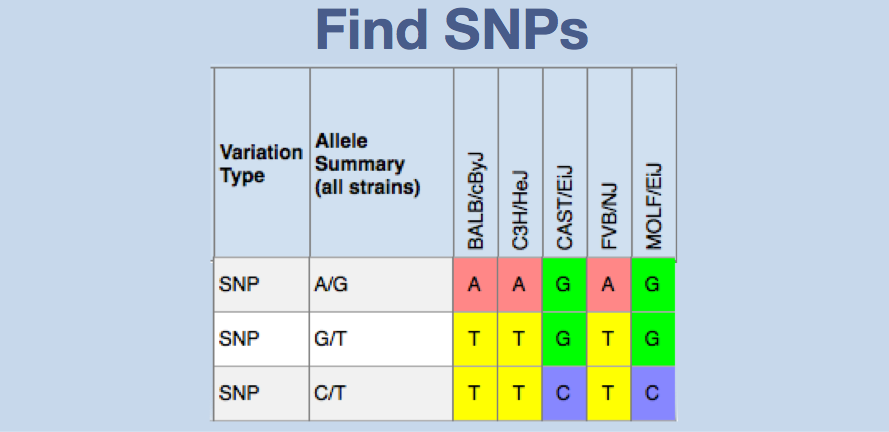 Find SNPs
Variation Type
Allele Summary (all strains)
BALB/cByJ
C3H/HeJ
CAST/EiJ
FVB/NJ
MOLF/EiJ
SNP A/G A A G A G
SNP G/T T T G T G
SNP C/T T T C T C